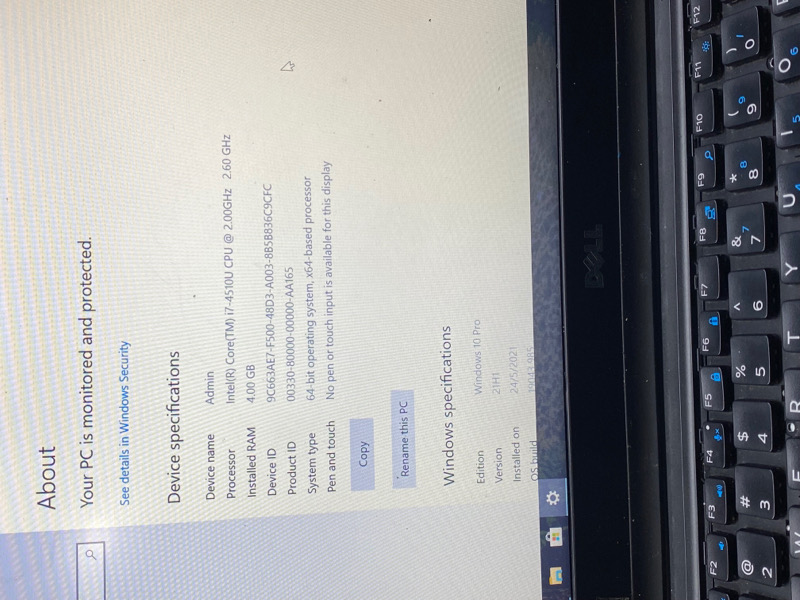 About
Your PC is monitored and protected.
See details in Windows Security
Device specifications
Device name Admin
Processor Intel(R) Core(TM) i7-4510U CPU @ 2.00GHz 2.60 GHz
Installed RAM 4.00 GB
Device ID 9C663AE7-F500-48D3-A003-8B5B836C9CFC
Product ID 00330-80000-00000-AA165
System type 64-bit operating system, x64-based processor
Pen and touch No pen or touch input is available for this display
Copy
Rename this PC
Windows specifications
Edition Windows 10 Pro
Version 21H1
Installed on 24/5/2021
OS build 19043.985
DELL
F2 F3 F4 F5 F6 F7 F8 F9 F10 F11 F12
@ # $ % ^ & * ( )
2 3 4 5 6 7 7 8 8 9 9 0 /
W E R T Y U 4 I 5 O 6